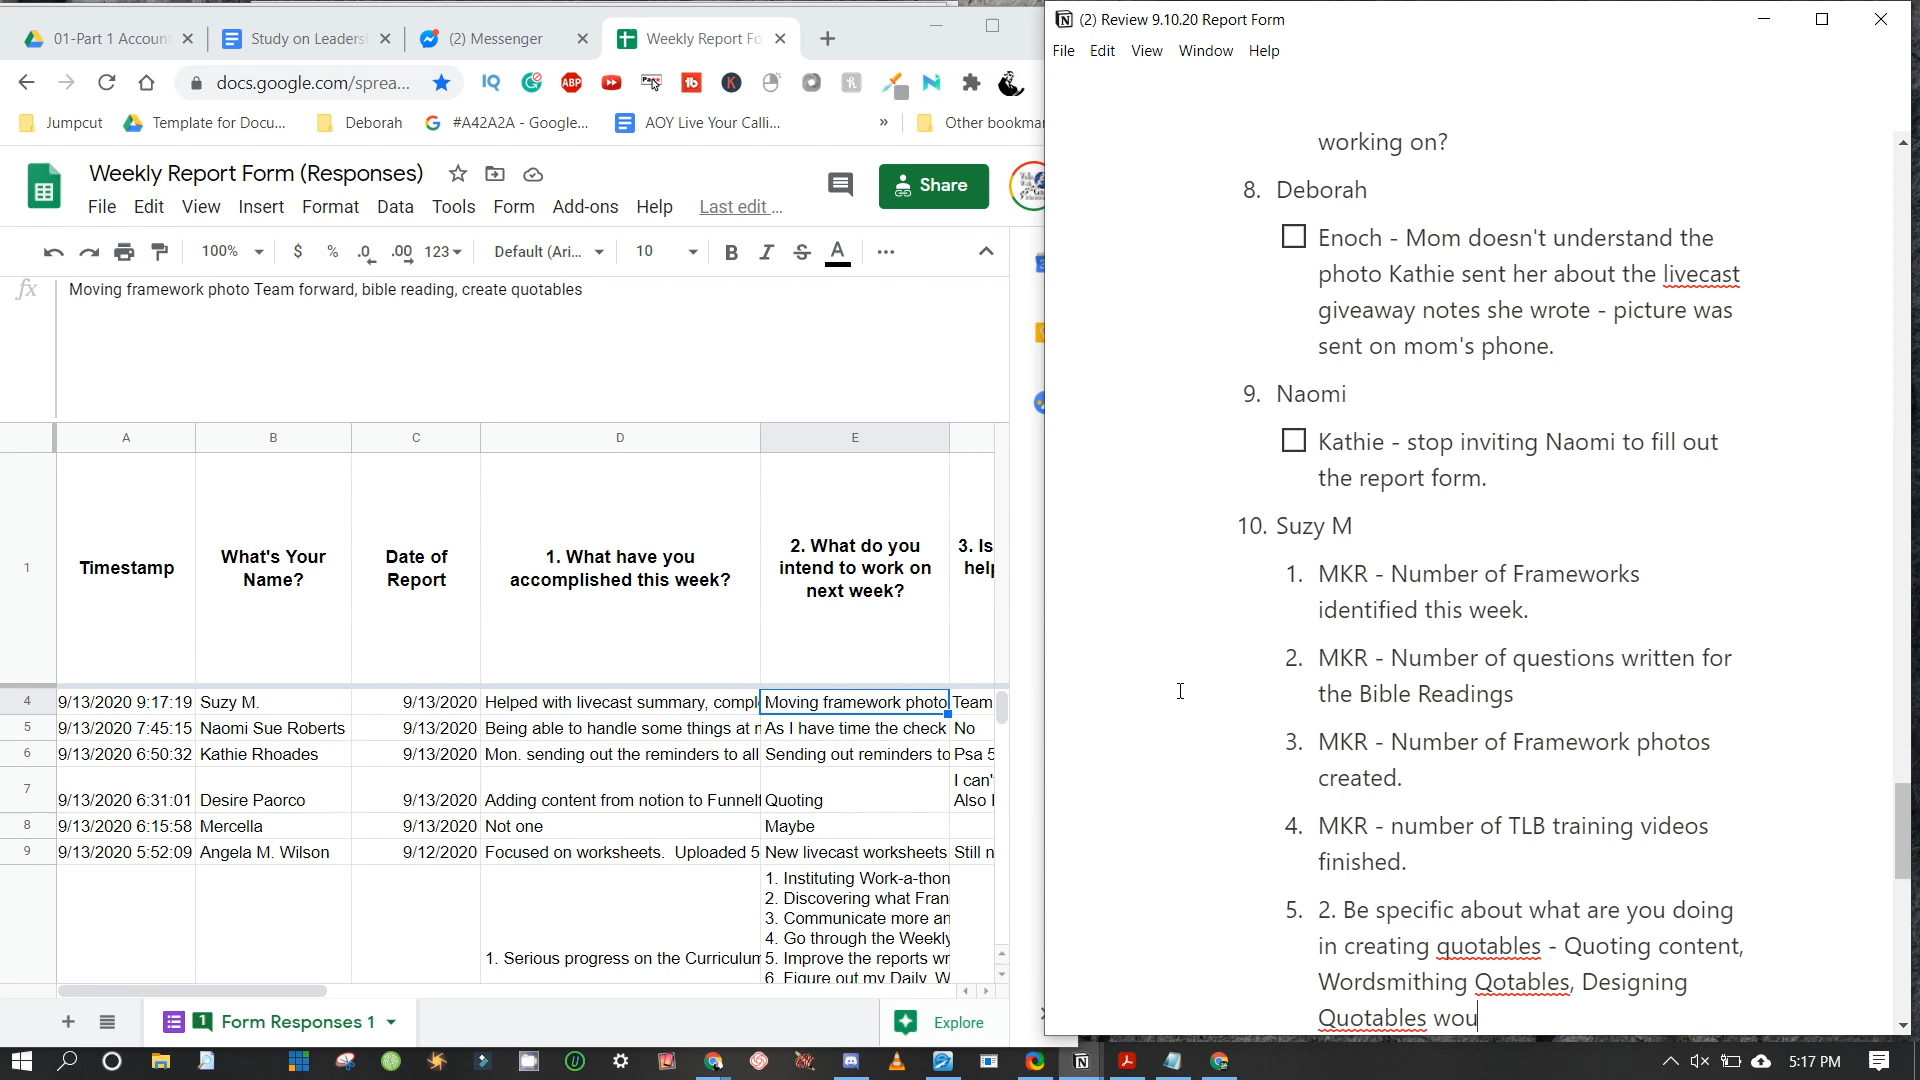 01-Part 1 Accoun
Study on Leaders
(2) Messenger
Weekly Report Fo
docs.google.com/sprea...
Jumpcut
Template for Docu...
Deborah
#A42A2A - Google...
AOY Live Your Calli...
»
Other bookmar
Weekly Report Form (Responses)
Share
File Edit View Insert Format Data Tools Form Add-ons Help Last edit ...
100% $ % .0 .00 123 Default (Ari... 10 B I S A
fx Moving framework photo Team forward, bible reading, create quotables
A B C D E
1
Timestamp
What's Your
Name?
Date of
Report
1. What have you
accomplished this week?
2. What do you
intend to work on
next week?
3. Is
help
4 9/13/2020 9:17:19 Suzy M. 9/13/2020 Helped with livecast summary, compl Moving framework photo Team
5 9/13/2020 7:45:15 Naomi Sue Roberts 9/13/2020 Being able to handle some things at r As I have time the check No
6 9/13/2020 6:50:32 Kathie Rhoades 9/13/2020 Mon. sending out the reminders to all Sending out reminders to Psa 5
I can'
7 9/13/2020 6:31:01 Desire Paorco 9/13/2020 Adding content from notion to Funnelf Quoting Also I
8 9/13/2020 6:15:58 Mercella 9/13/2020 Not one Maybe
9 9/13/2020 5:52:09 Angela M. Wilson 9/12/2020 Focused on worksheets. Uploaded 5 New livecast worksheets Still n
1. Instituting Work-a-thon
2. Discovering what Fran
3. Communicate more an
4. Go through the Weekly
1. Serious progress on the Curriculum 5. Improve the reports wr
6. Figure out my Daily, W
Form Responses 1
Explore
(2) Review 9.10.20 Report Form
File Edit View Window Help
working on?
8. Deborah
Enoch - Mom doesn't understand the
photo Kathie sent her about the livecast
giveaway notes she wrote - picture was
sent on mom's phone.
9. Naomi
Kathie - stop inviting Naomi to fill out
the report form.
10. Suzy M
1. MKR - Number of Frameworks
identified this week.
2. MKR - Number of questions written for
the Bible Readings
3. MKR - Number of Framework photos
created.
4. MKR - number of TLB training videos
finished.
5. 2. Be specific about what are you doing
in creating quotables - Quoting content,
Wordsmithing Qotables, Designing
Quotables wou
5:17 PM